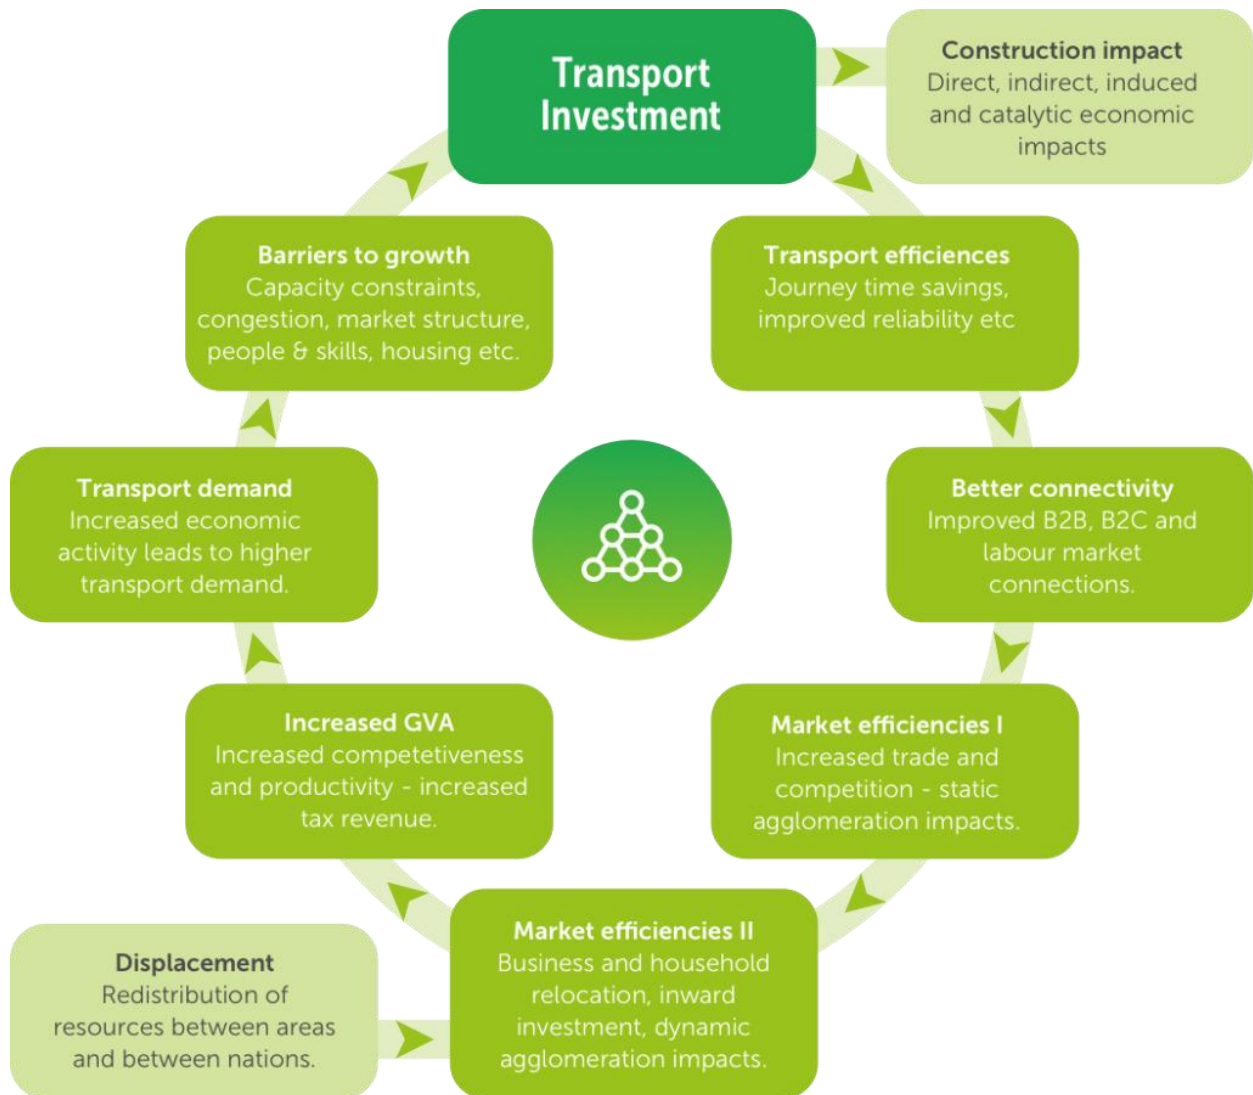 Transport
Investment
Construction impact
Direct, indirect, induced
and catalytic economic
impacts
Transport efficiences
Journey time savings,
improved reliability etc
Better connectivity
Improved B2B, B2C and
labour market
connections.
Market efficiencies I
Increased trade and
competition - static
agglomeration impacts.
Market efficiencies II
Business and household
relocation, inward
investment, dynamic
agglomeration impacts.
Displacement
Redistribution of
resources between areas
and between nations.
Increased GVA
Increased competetiveness
and productivity - increased
tax revenue.
Transport demand
Increased economic
activity leads to higher
transport demand.
Barriers to growth
Capacity constraints,
congestion, market structure,
people & skills, housing etc.